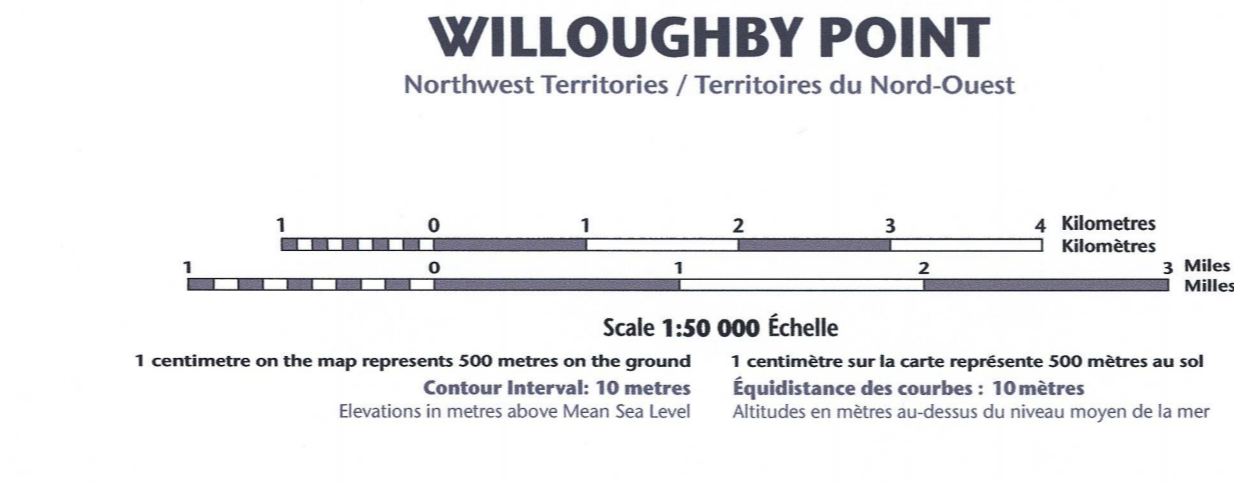 WILLOUGHBY POINT
Northwest Territories / Territoires du Nord-Ouest
1 0 1 2 3 4 Kilometres
Kilomètres
1 0 1 2 3 Miles
Milles
Scale 1:50 000 Échelle
1 centimetre on the map represents 500 metres on the ground
Contour Interval: 10 metres
Elevations in metres above Mean Sea Level
1 centimètre sur la carte représente 500 mètres au sol
Équidistance des courbes : 10 mètres
Altitudes en mètres au-dessus du niveau moyen de la mer